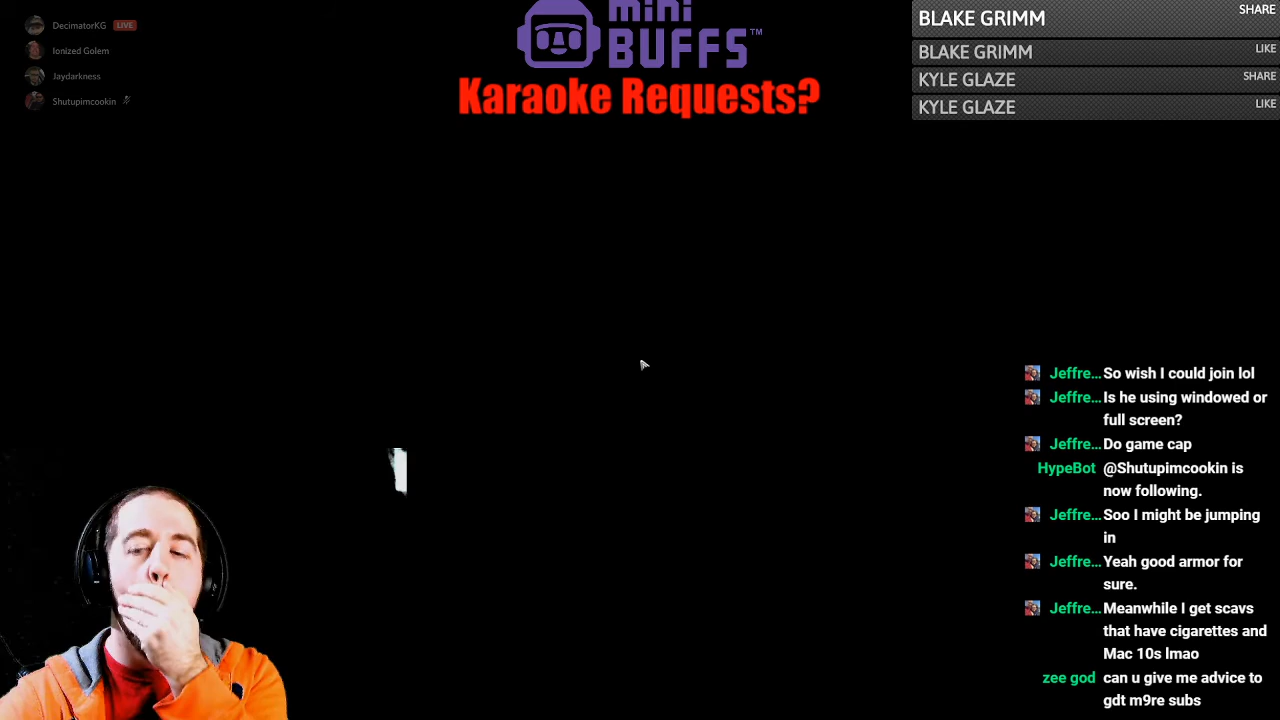 DecimatorKG LIVE
Ionized Golem
Jaydarkness
Shutupimcookin
mini
BUFFS™
Karaoke Requests?
BLAKE GRIMM SHARE
BLAKE GRIMM LIKE
KYLE GLAZE SHARE
KYLE GLAZE LIKE
Jeffre... So wish I could join lol
Jeffre... Is he using windowed or
full screen?
Jeffre... Do game cap
HypeBot @Shutupimcookin is
now following.
Jeffre... Soo I might be jumping
in
Jeffre... Yeah good armor for
sure.
Jeffre... Meanwhile I get scavs
that have cigarettes and
Mac 10s lmao
zee god can u give me advice to
gdt m9re subs